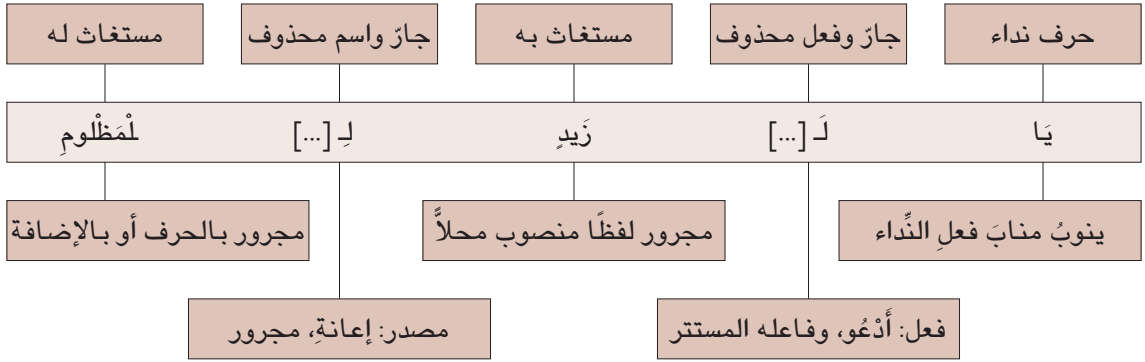 حرف نداء
جارّ وفعل محذوف
مستغاث به
جارّ واسم محذوف
مستغاث له
يَا لَـ [...] زَيدٍ لِـ [...] لْمَظْلومِ
ينوبُ منابَ فعلِ النِّداء
مجرور لفظًا منصوب محلاًّ
مجرور بالحرف أو بالإضافة
فعل: أَدْعُو، وفاعله المستتر
مصدر: إعانةِ، مجرور